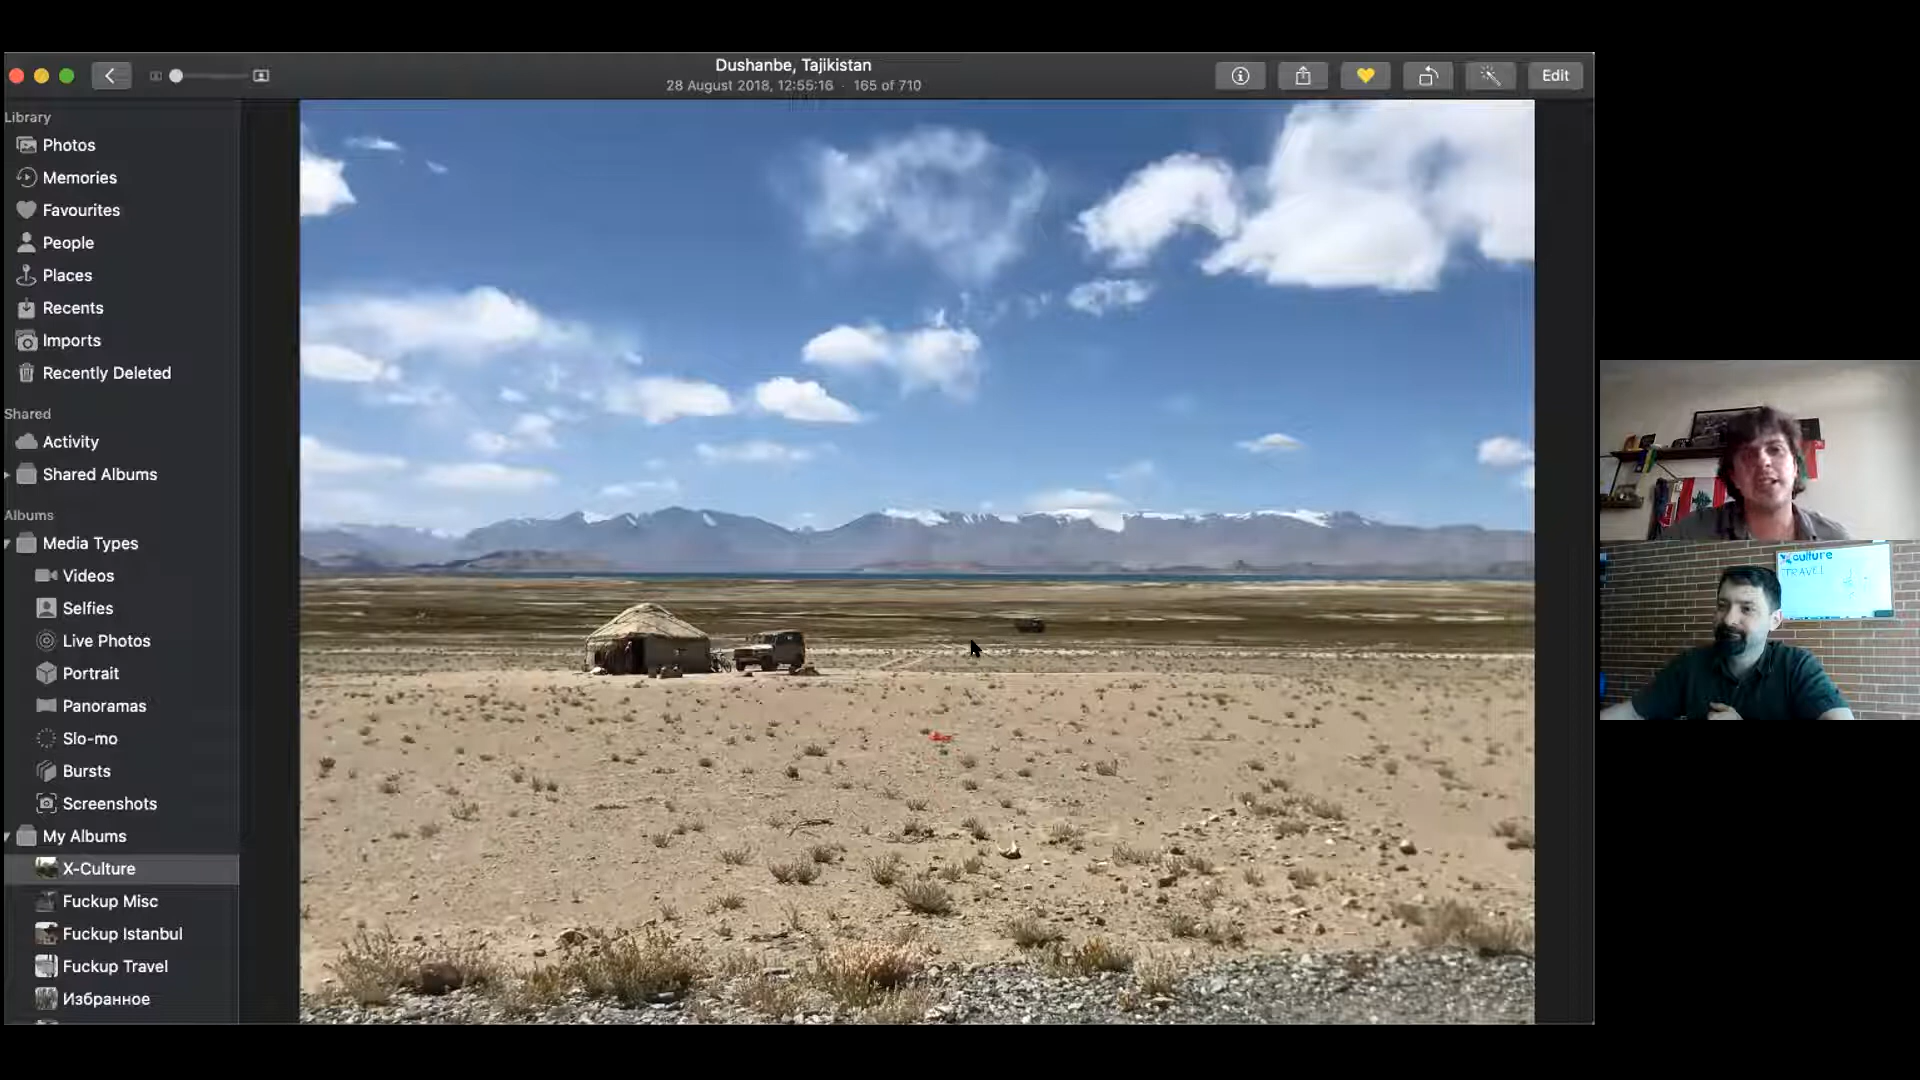 Dushanbe, Tajikistan
28 August 2018, 12:55:16 · 165 of 710
Edit
Library
Photos
Memories
Favourites
People
Places
Recents
Imports
Recently Deleted
Shared
Activity
Shared Albums
Albums
Media Types
Videos
Selfies
Live Photos
Portrait
Panoramas
Slo-mo
Bursts
Screenshots
My Albums
X-Culture
Fuckup Misc
Fuckup Istanbul
Fuckup Travel
Избранное
culture
TRAVEL